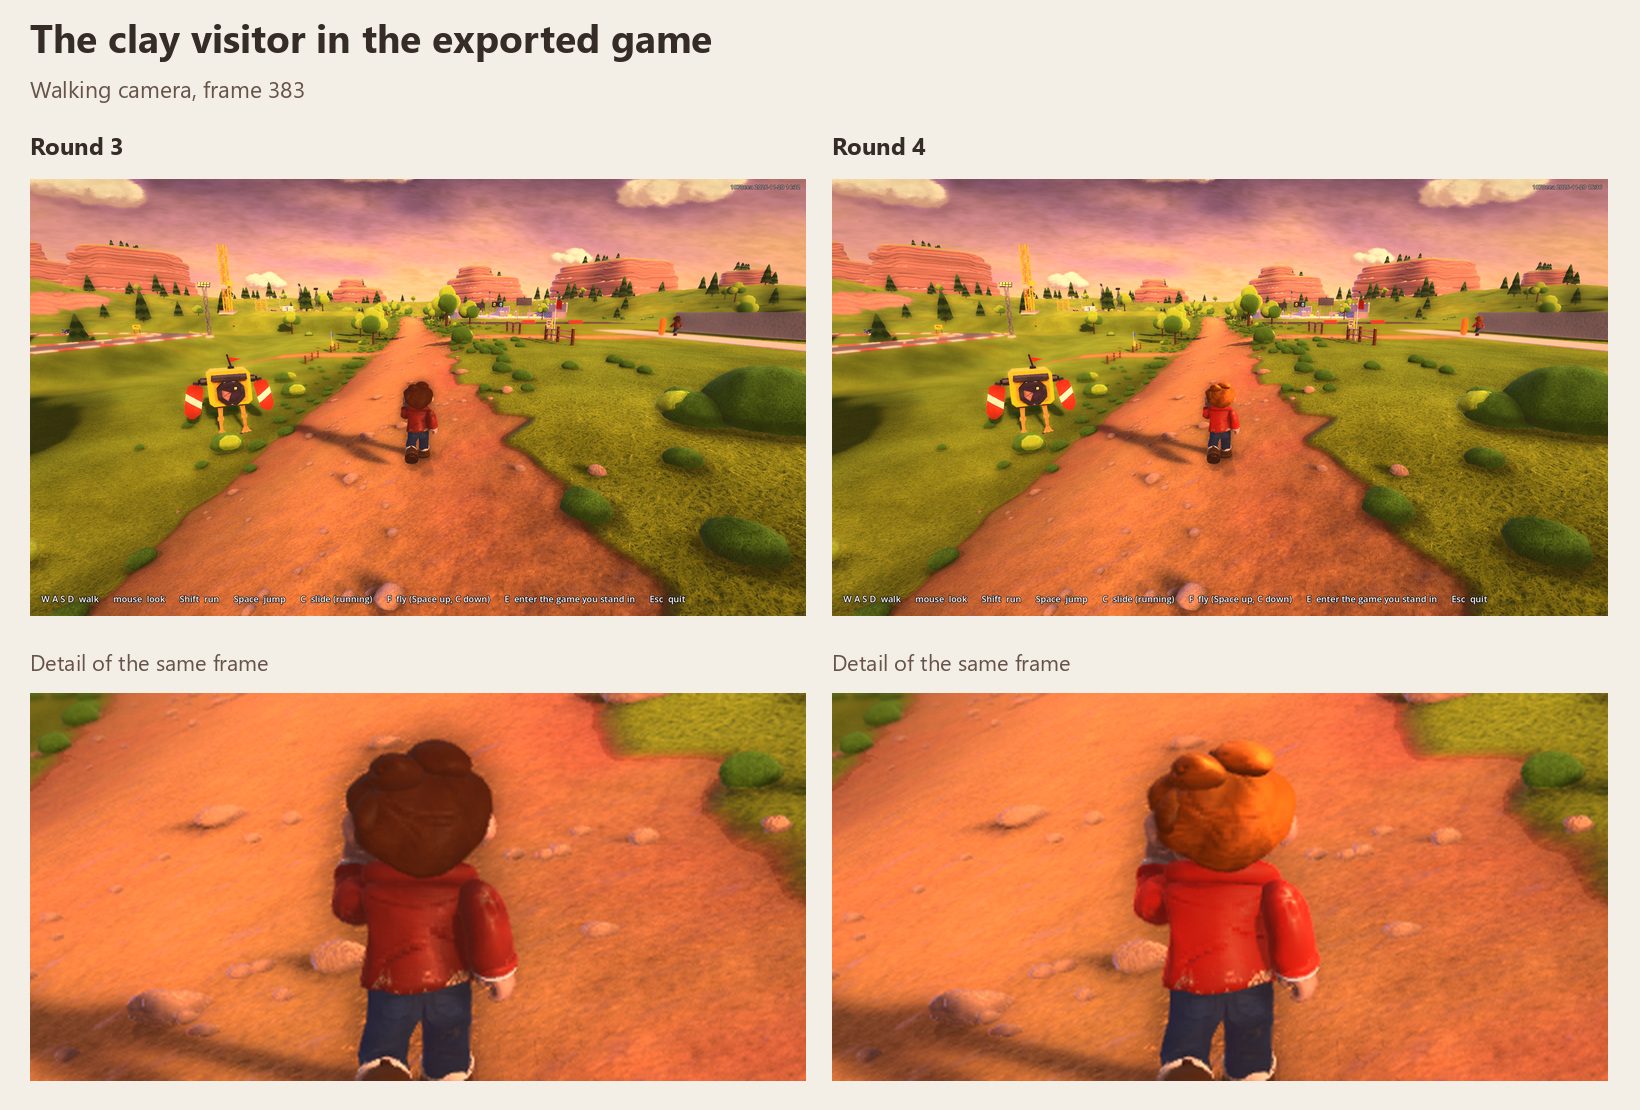 The clay visitor in the exported game
Walking camera, frame 383
Round 3
Round 4
W A S D walk mouse look Shift run Space jump C slide (running) F fly (Space up, C down) E enter the game you stand in Esc quit
W A S D walk mouse look Shift run Space jump C slide (running) F fly (Space up, C down) E enter the game you stand in Esc quit
Detail of the same frame
Detail of the same frame